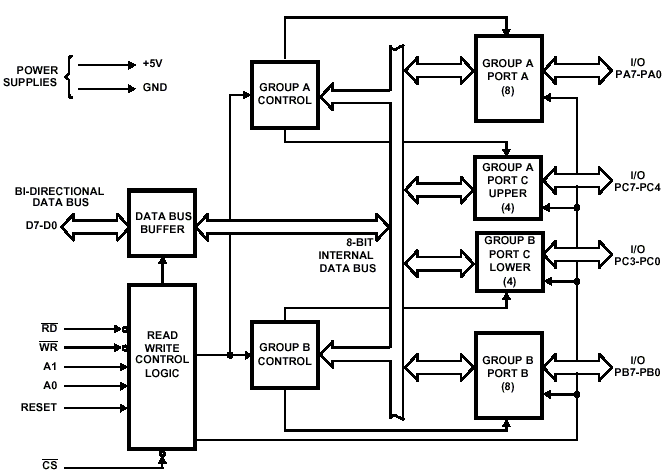 POWER
SUPPLIES
+5V
GND
GROUP A
CONTROL
GROUP A
PORT A
(8)
I/O
PA7-PA0
GROUP A
PORT C
UPPER
(4)
I/O
PC7-PC4
BI-DIRECTIONAL
DATA BUS
D7-D0
DATA BUS
BUFFER
8-BIT
INTERNAL
DATA BUS
GROUP B
PORT C
LOWER
(4)
I/O
PC3-PC0
RD
WR
A1
A0
RESET
CS
READ
WRITE
CONTROL
LOGIC
GROUP B
CONTROL
GROUP B
PORT B
(8)
I/O
PB7-PB0